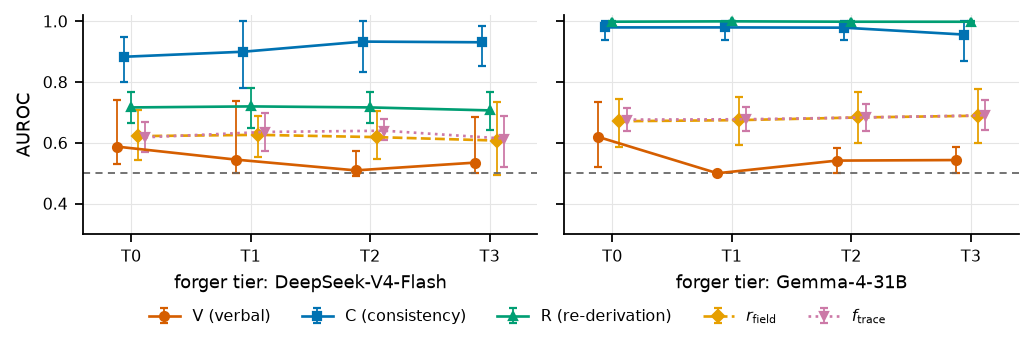 1.0
0.8
0.6
0.4
AUROC
T0 T1 T2 T3
T0 T1 T2 T3
forger tier: DeepSeek-V4-Flash
forger tier: Gemma-4-31B
V (verbal) C (consistency) R (re-derivation) r_field f_trace